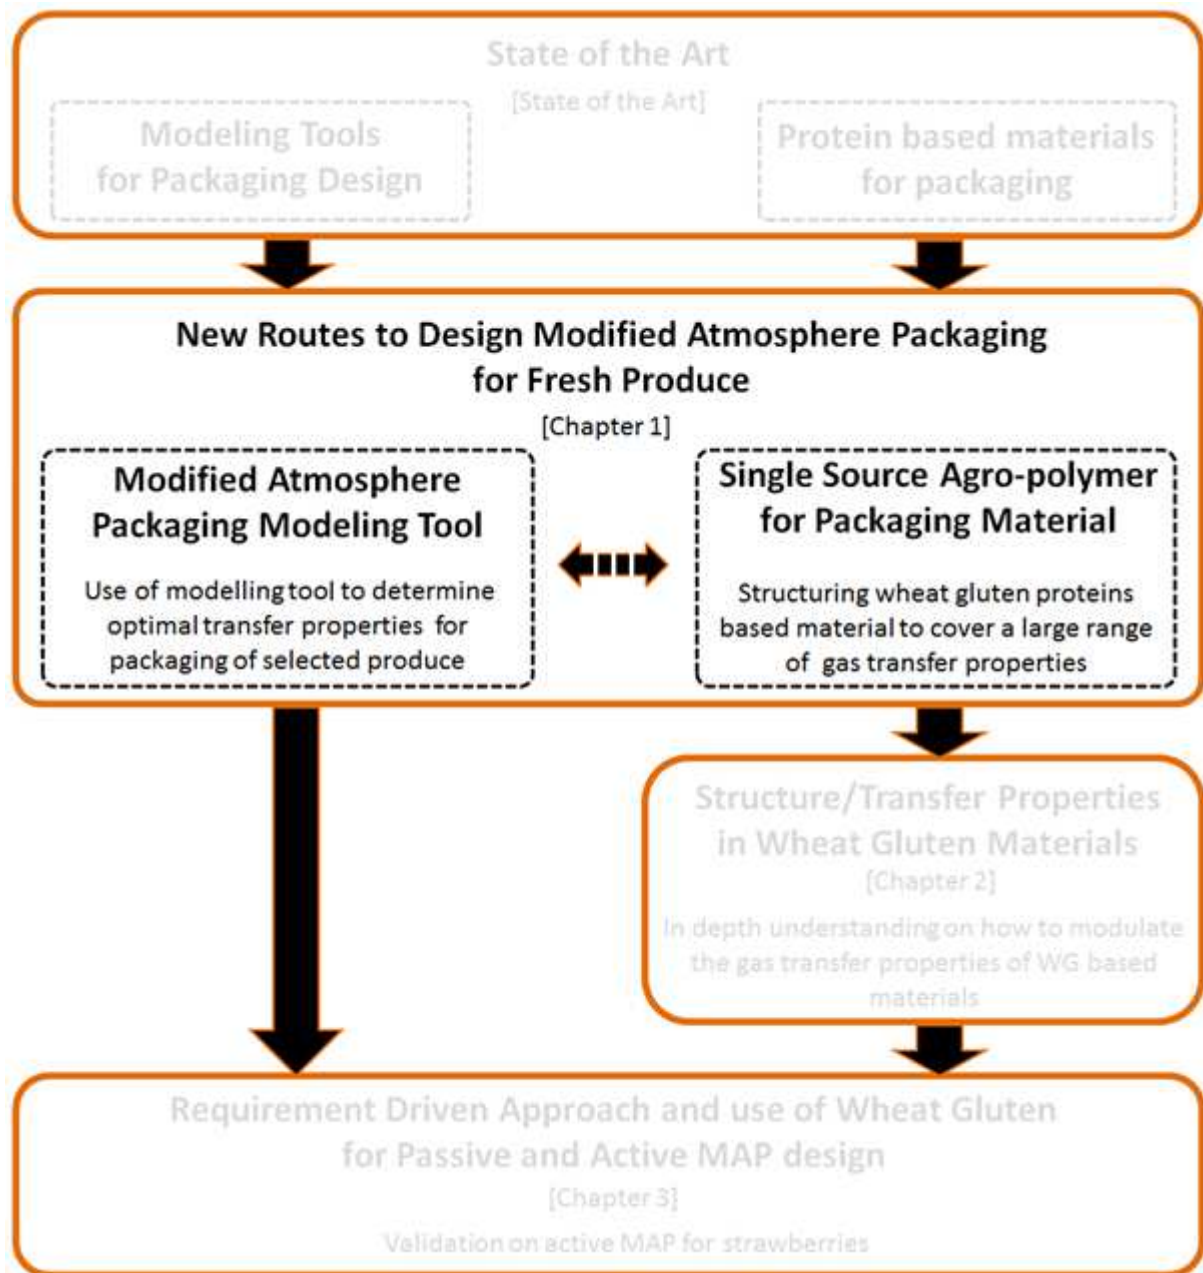 State of the Art
[State of the Art]
Modeling Tools
for Packaging Design
Protein based materials
for packaging
New Routes to Design Modified Atmosphere Packaging
for Fresh Produce
[Chapter 1]
Modified Atmosphere
Packaging Modeling Tool
Use of modelling tool to determine
optimal transfer properties for
packaging of selected produce
Single Source Agro-polymer
for Packaging Material
Structuring wheat gluten proteins
based material to cover a large range
of gas transfer properties
Structure/Transfer Properties
in Wheat Gluten Materials
[Chapter 2]
In depth understanding on how to modulate
the gas transfer properties of WG based
materials
Requirement Driven Approach and use of Wheat Gluten
for Passive and Active MAP design
[Chapter 3]
Validation on active MAP for strawberries